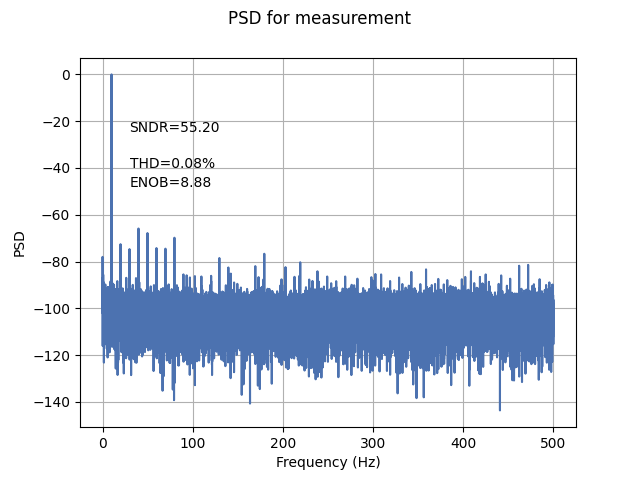 PSD for measurement
0
−20
−40
−60
−80
−100
−120
−140
PSD
SNDR=55.20
THD=0.08%
ENOB=8.88
0
100
200
300
400
500
Frequency (Hz)